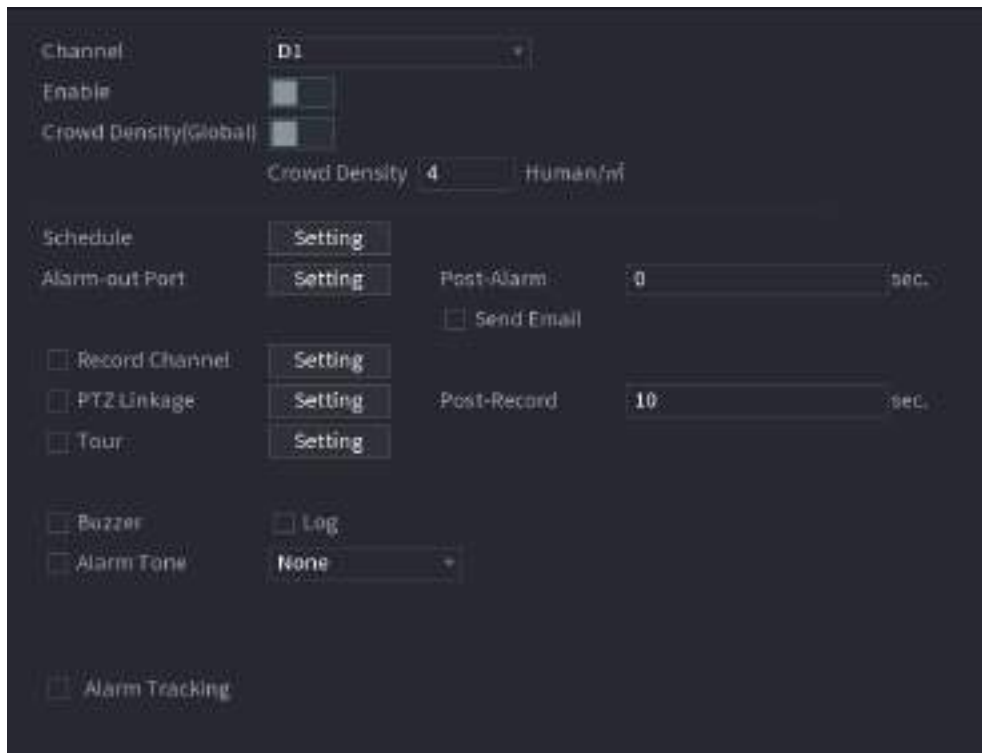 Channel D1
Enable
Crowd Density(Global)
Crowd Density 4 Human/㎡
Schedule Setting
Alarm-out Port Setting Post-Alarm 0 sec.
Send Email
Record Channel Setting
PTZ Linkage Setting Post-Record 10 sec.
Tour Setting
Buzzer Log
Alarm Tone None
Alarm Tracking